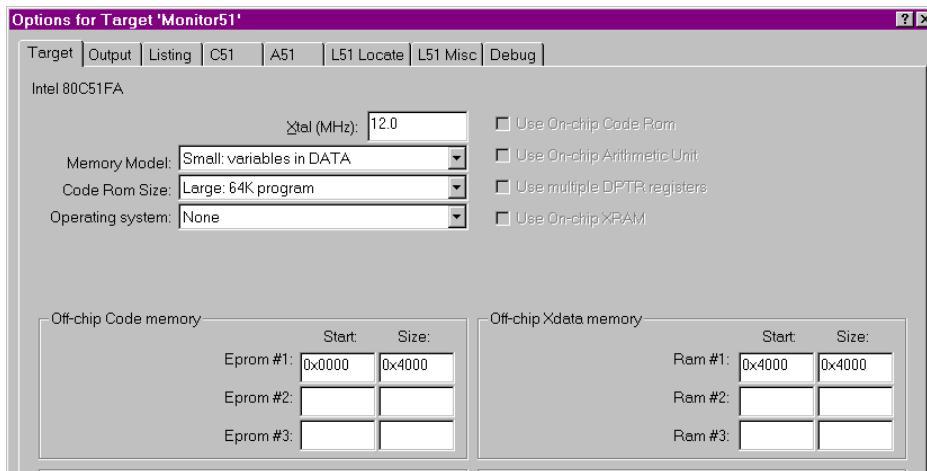 Options for Target 'Monitor51'
? X
Target Output Listing C51 A51 L51 Locate L51 Misc Debug
Intel 80C51FA
Xtal (MHz): 12.0
Use On-chip Code Rom
Memory Model: Small: variables in DATA
Use On-chip Arithmetic Unit
Code Rom Size: Large: 64K program
Use multiple DPTR registers
Operating system: None
Use On-chip XRAM
Off-chip Code memory
Start: Size:
Eprom #1: 0x0000 0x4000
Eprom #2:
Eprom #3:
Off-chip Xdata memory
Start: Size:
Ram #1: 0x4000 0x4000
Ram #2:
Ram #3: